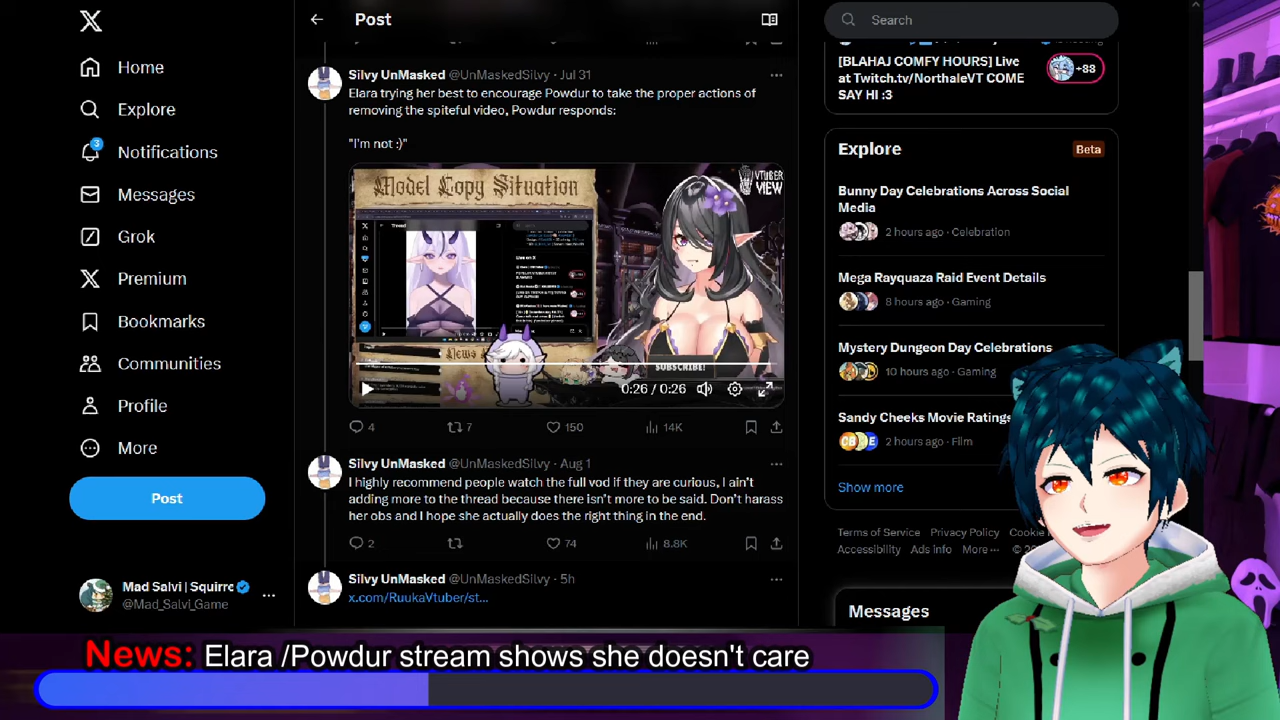 Home
Explore
3
Notifications
Messages
Grok
Premium
Bookmarks
Communities
Profile
More
Post
Mad Salvi | Squirrc
@Mad_Salvi_Game
Post
Silvy UnMasked @UnMaskedSilvy · Jul 31
Elara trying her best to encourage Powdur to take the proper actions of
removing the spiteful video, Powdur responds:
"I'm not :)"
Model Copy Situation
VTUBER
VIEW
News
SUBSCRIBE!
0:26 / 0:26
4
7
150
14K
Silvy UnMasked @UnMaskedSilvy · Aug 1
I highly recommend people watch the full vod if they are curious, I ain't
adding more to the thread because there isn't more to be said. Don't harass
her obs and I hope she actually does the right thing in the end.
2
74
8.8K
Silvy UnMasked @UnMaskedSilvy · 5h
x.com/RuukaVtuber/st...
Search
[BLAHAJ COMFY HOURS] Live
at Twitch.tv/NorthaleVT COME
SAY HI :3
+88
Explore
Beta
Bunny Day Celebrations Across Social
Media
2 hours ago · Celebration
Mega Rayquaza Raid Event Details
8 hours ago · Gaming
Mystery Dungeon Day Celebrations
10 hours ago · Gaming
Sandy Cheeks Movie Ratings
2 hours ago · Film
Show more
Terms of Service Privacy Policy Cookie
Accessibility Ads info More ··· ©
Messages
News: Elara /Powdur stream shows she doesn't care